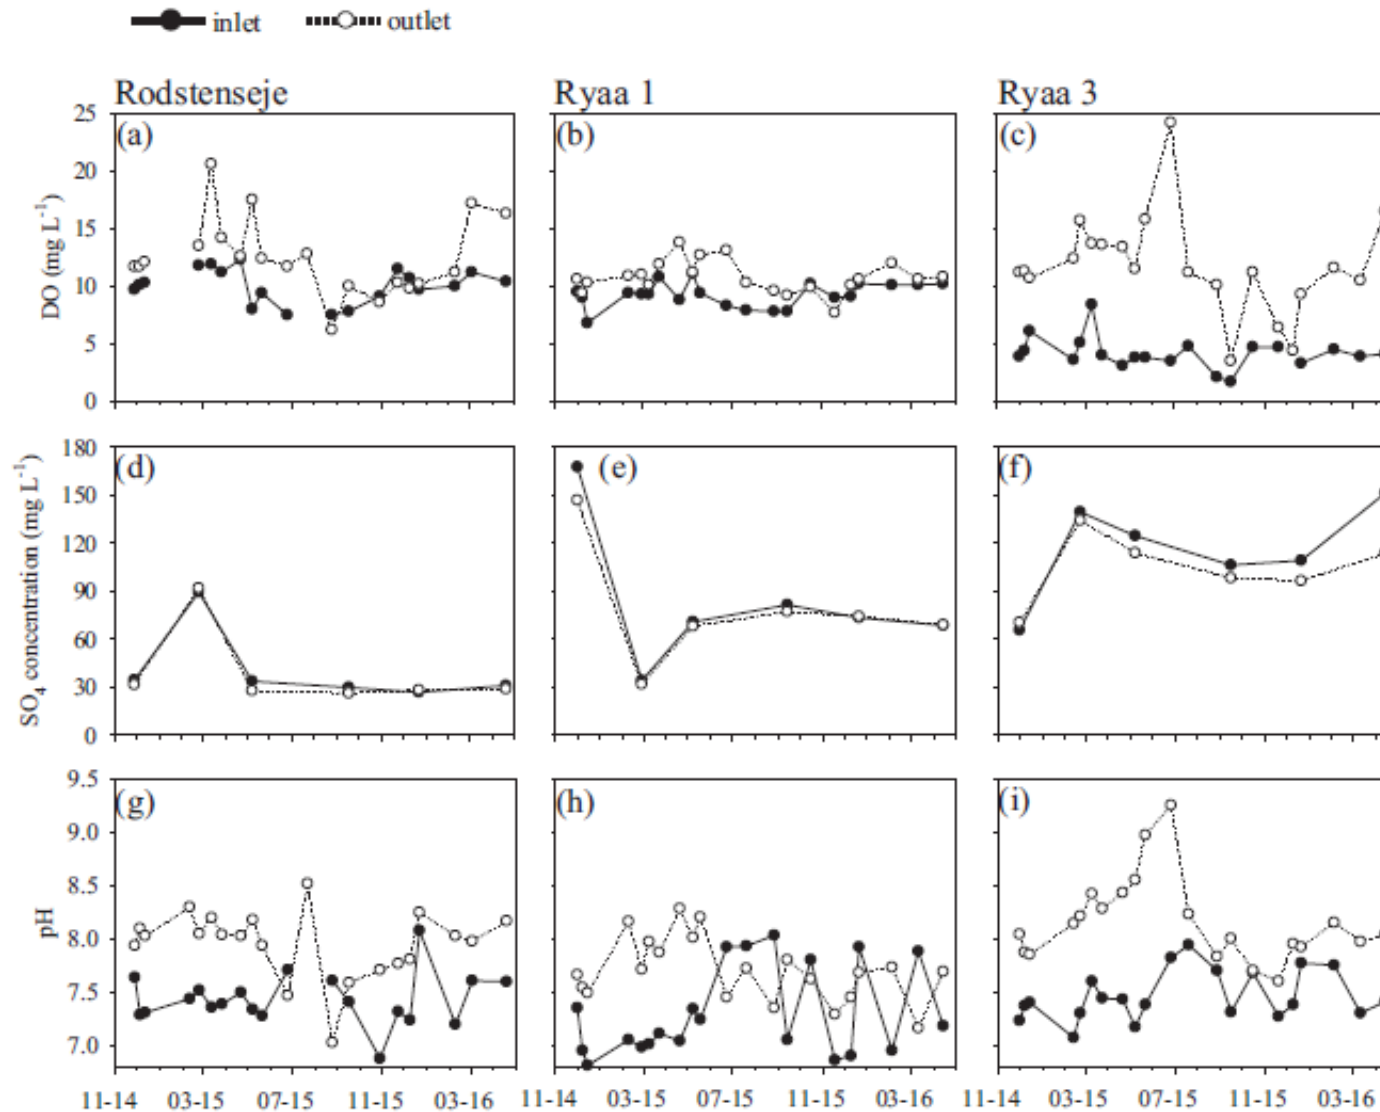 inlet outlet
Rodstenseje Ryaa 1 Ryaa 3
(a) (b) (c)
25
20
15
10
5
0
DO (mg L-1)
(d) (e) (f)
180
150
120
90
60
30
0
SO4 concentration (mg L-1)
(g) (h) (i)
9.5
9.0
8.5
8.0
7.5
7.0
pH
11-14 03-15 07-15 11-15 03-16 11-14 03-15 07-15 11-15 03-16 11-14 03-15 07-15 11-15 03-16